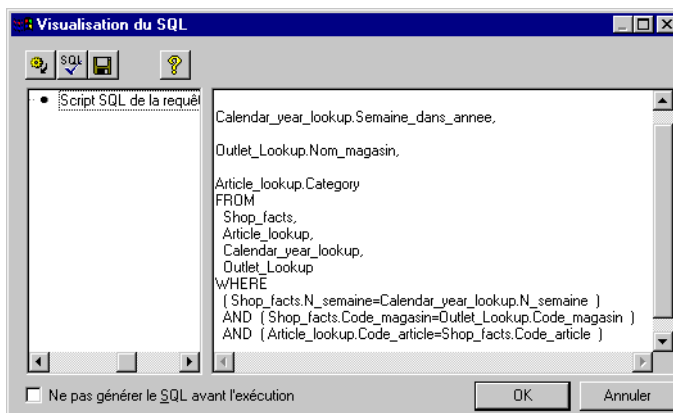 Visualisation du SQL
SQL
?
Script SQL de la requê
Calendar_year_lookup.Semaine_dans_annee,
Outlet_Lookup.Nom_magasin,
Article_lookup.Category
FROM
Shop_facts,
Article_lookup,
Calendar_year_lookup,
Outlet_Lookup
WHERE
( Shop_facts.N_semaine=Calendar_year_lookup.N_semaine )
AND ( Shop_facts.Code_magasin=Outlet_Lookup.Code_magasin )
AND ( Article_lookup.Code_article=Shop_facts.Code_article )
Ne pas générer le SQL avant l'exécution
OK
Annuler